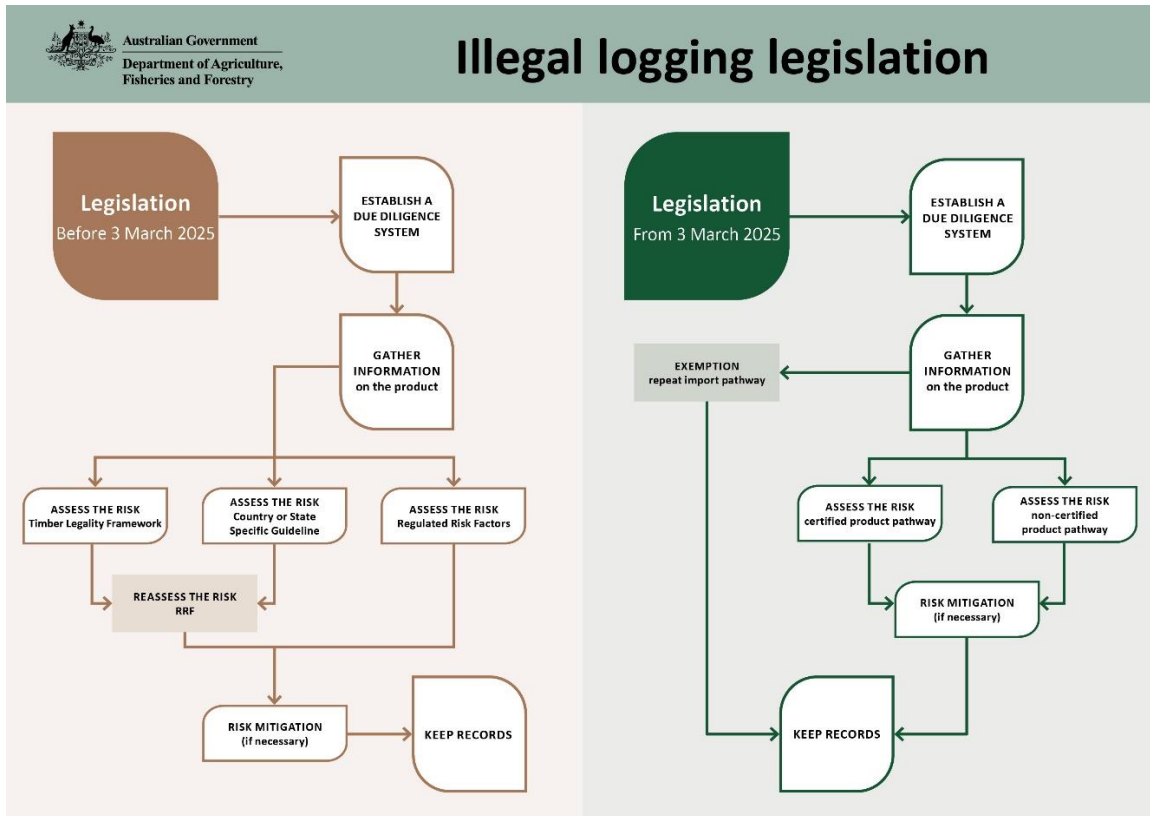 Australian Government
Department of Agriculture,
Fisheries and Forestry
Illegal logging legislation
Legislation
Before 3 March 2025
ESTABLISH A
DUE DILIGENCE
SYSTEM
GATHER
INFORMATION
on the product
ASSESS THE RISK
Timber Legality Framework
ASSESS THE RISK
Country or State
Specific Guideline
ASSESS THE RISK
Regulated Risk Factors
REASSESS THE RISK
RRF
RISK MITIGATION
(if necessary)
KEEP RECORDS
Legislation
From 3 March 2025
ESTABLISH A
DUE DILIGENCE
SYSTEM
GATHER
INFORMATION
on the product
EXEMPTION
repeat import pathway
ASSESS THE RISK
certified product pathway
ASSESS THE RISK
non-certified
product pathway
RISK MITIGATION
(if necessary)
KEEP RECORDS